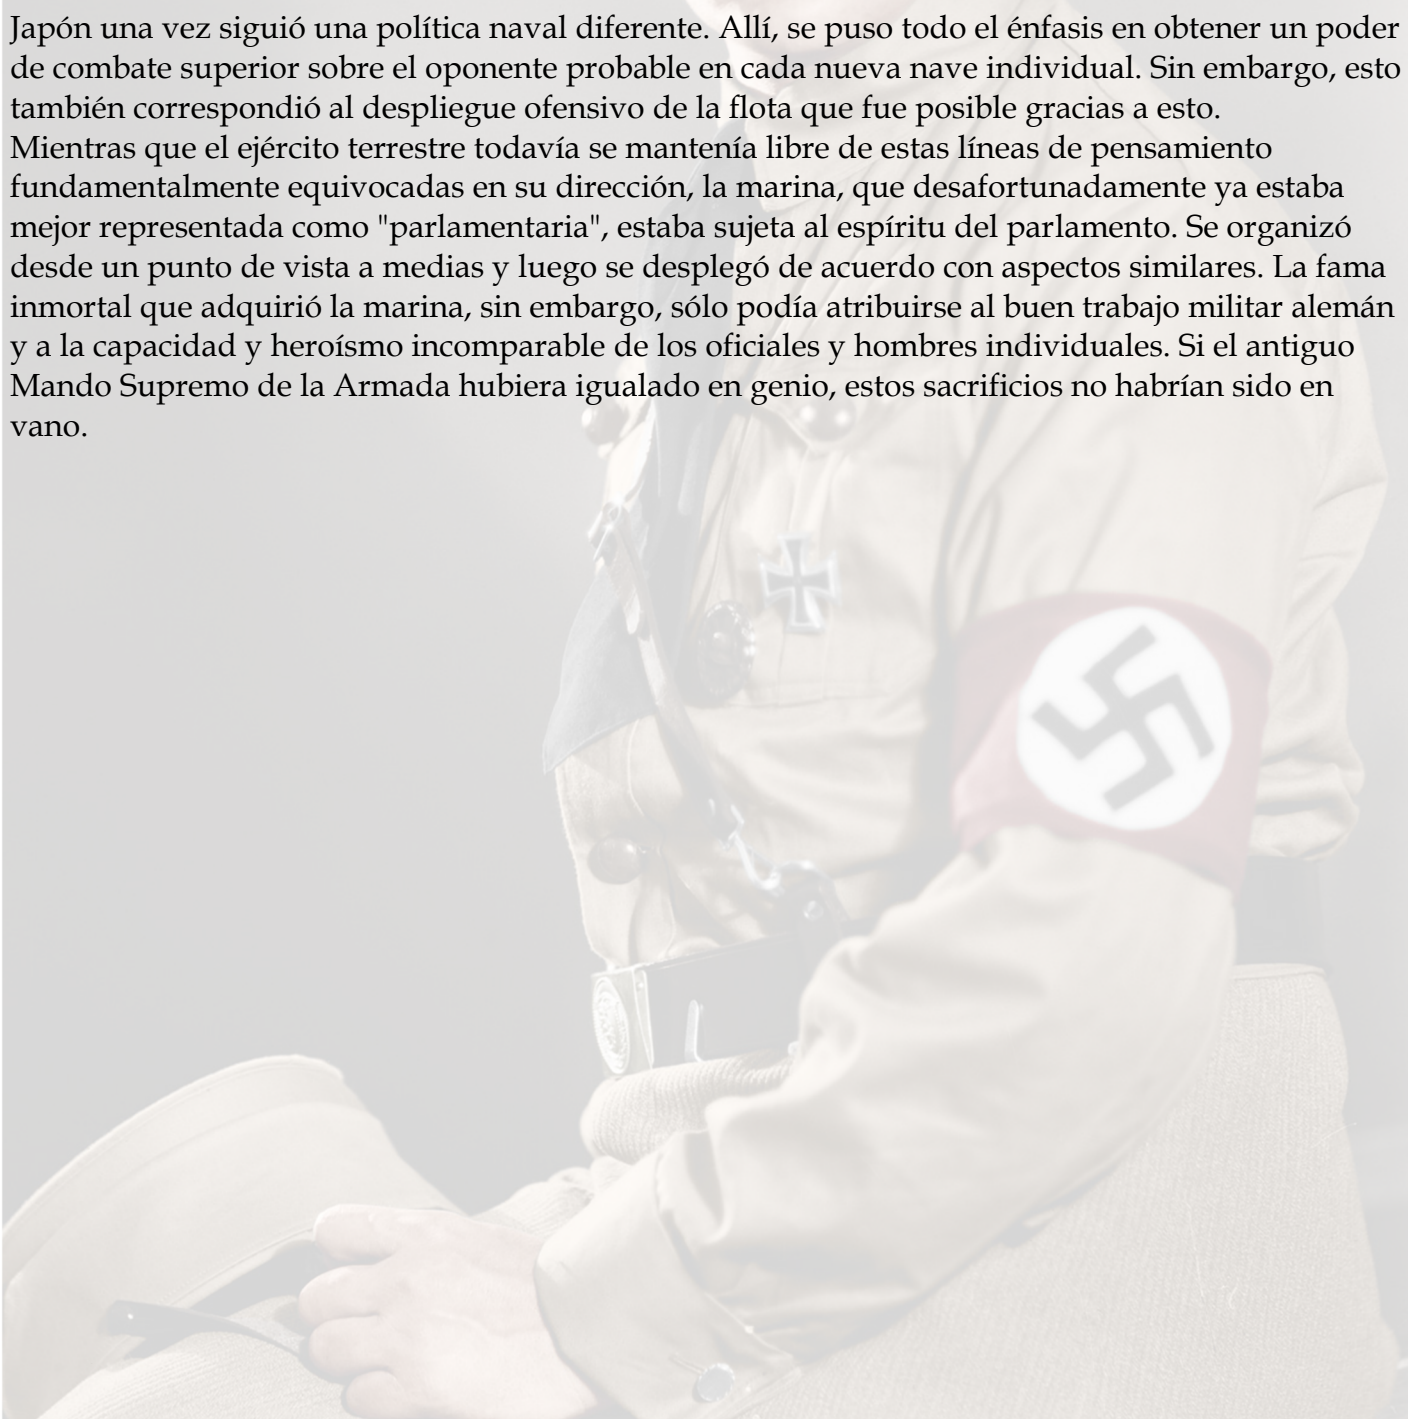 Japón una vez siguió una política naval diferente. Allí, se puso todo el énfasis en obtener un poder
de combate superior sobre el oponente probable en cada nueva nave individual. Sin embargo, esto
también correspondió al despliegue ofensivo de la flota que fue posible gracias a esto.
Mientras que el ejército terrestre todavía se mantenía libre de estas líneas de pensamiento
fundamentalmente equivocadas en su dirección, la marina, que desafortunadamente ya estaba
mejor representada como "parlamentaria", estaba sujeta al espíritu del parlamento. Se organizó
desde un punto de vista a medias y luego se desplegó de acuerdo con aspectos similares. La fama
inmortal que adquirió la marina, sin embargo, sólo podía atribuirse al buen trabajo militar alemán
y a la capacidad y heroísmo incomparable de los oficiales y hombres individuales. Si el antiguo
Mando Supremo de la Armada hubiera igualado en genio, estos sacrificios no habrían sido en
vano.